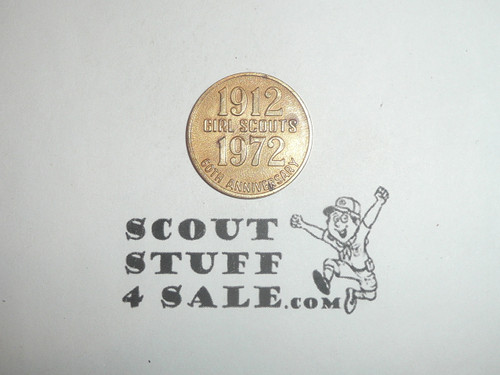 1912
GIRL SCOUTS
1972
60TH ANNIVERSARY
SCOUT
STUFF
4 SALE.COM